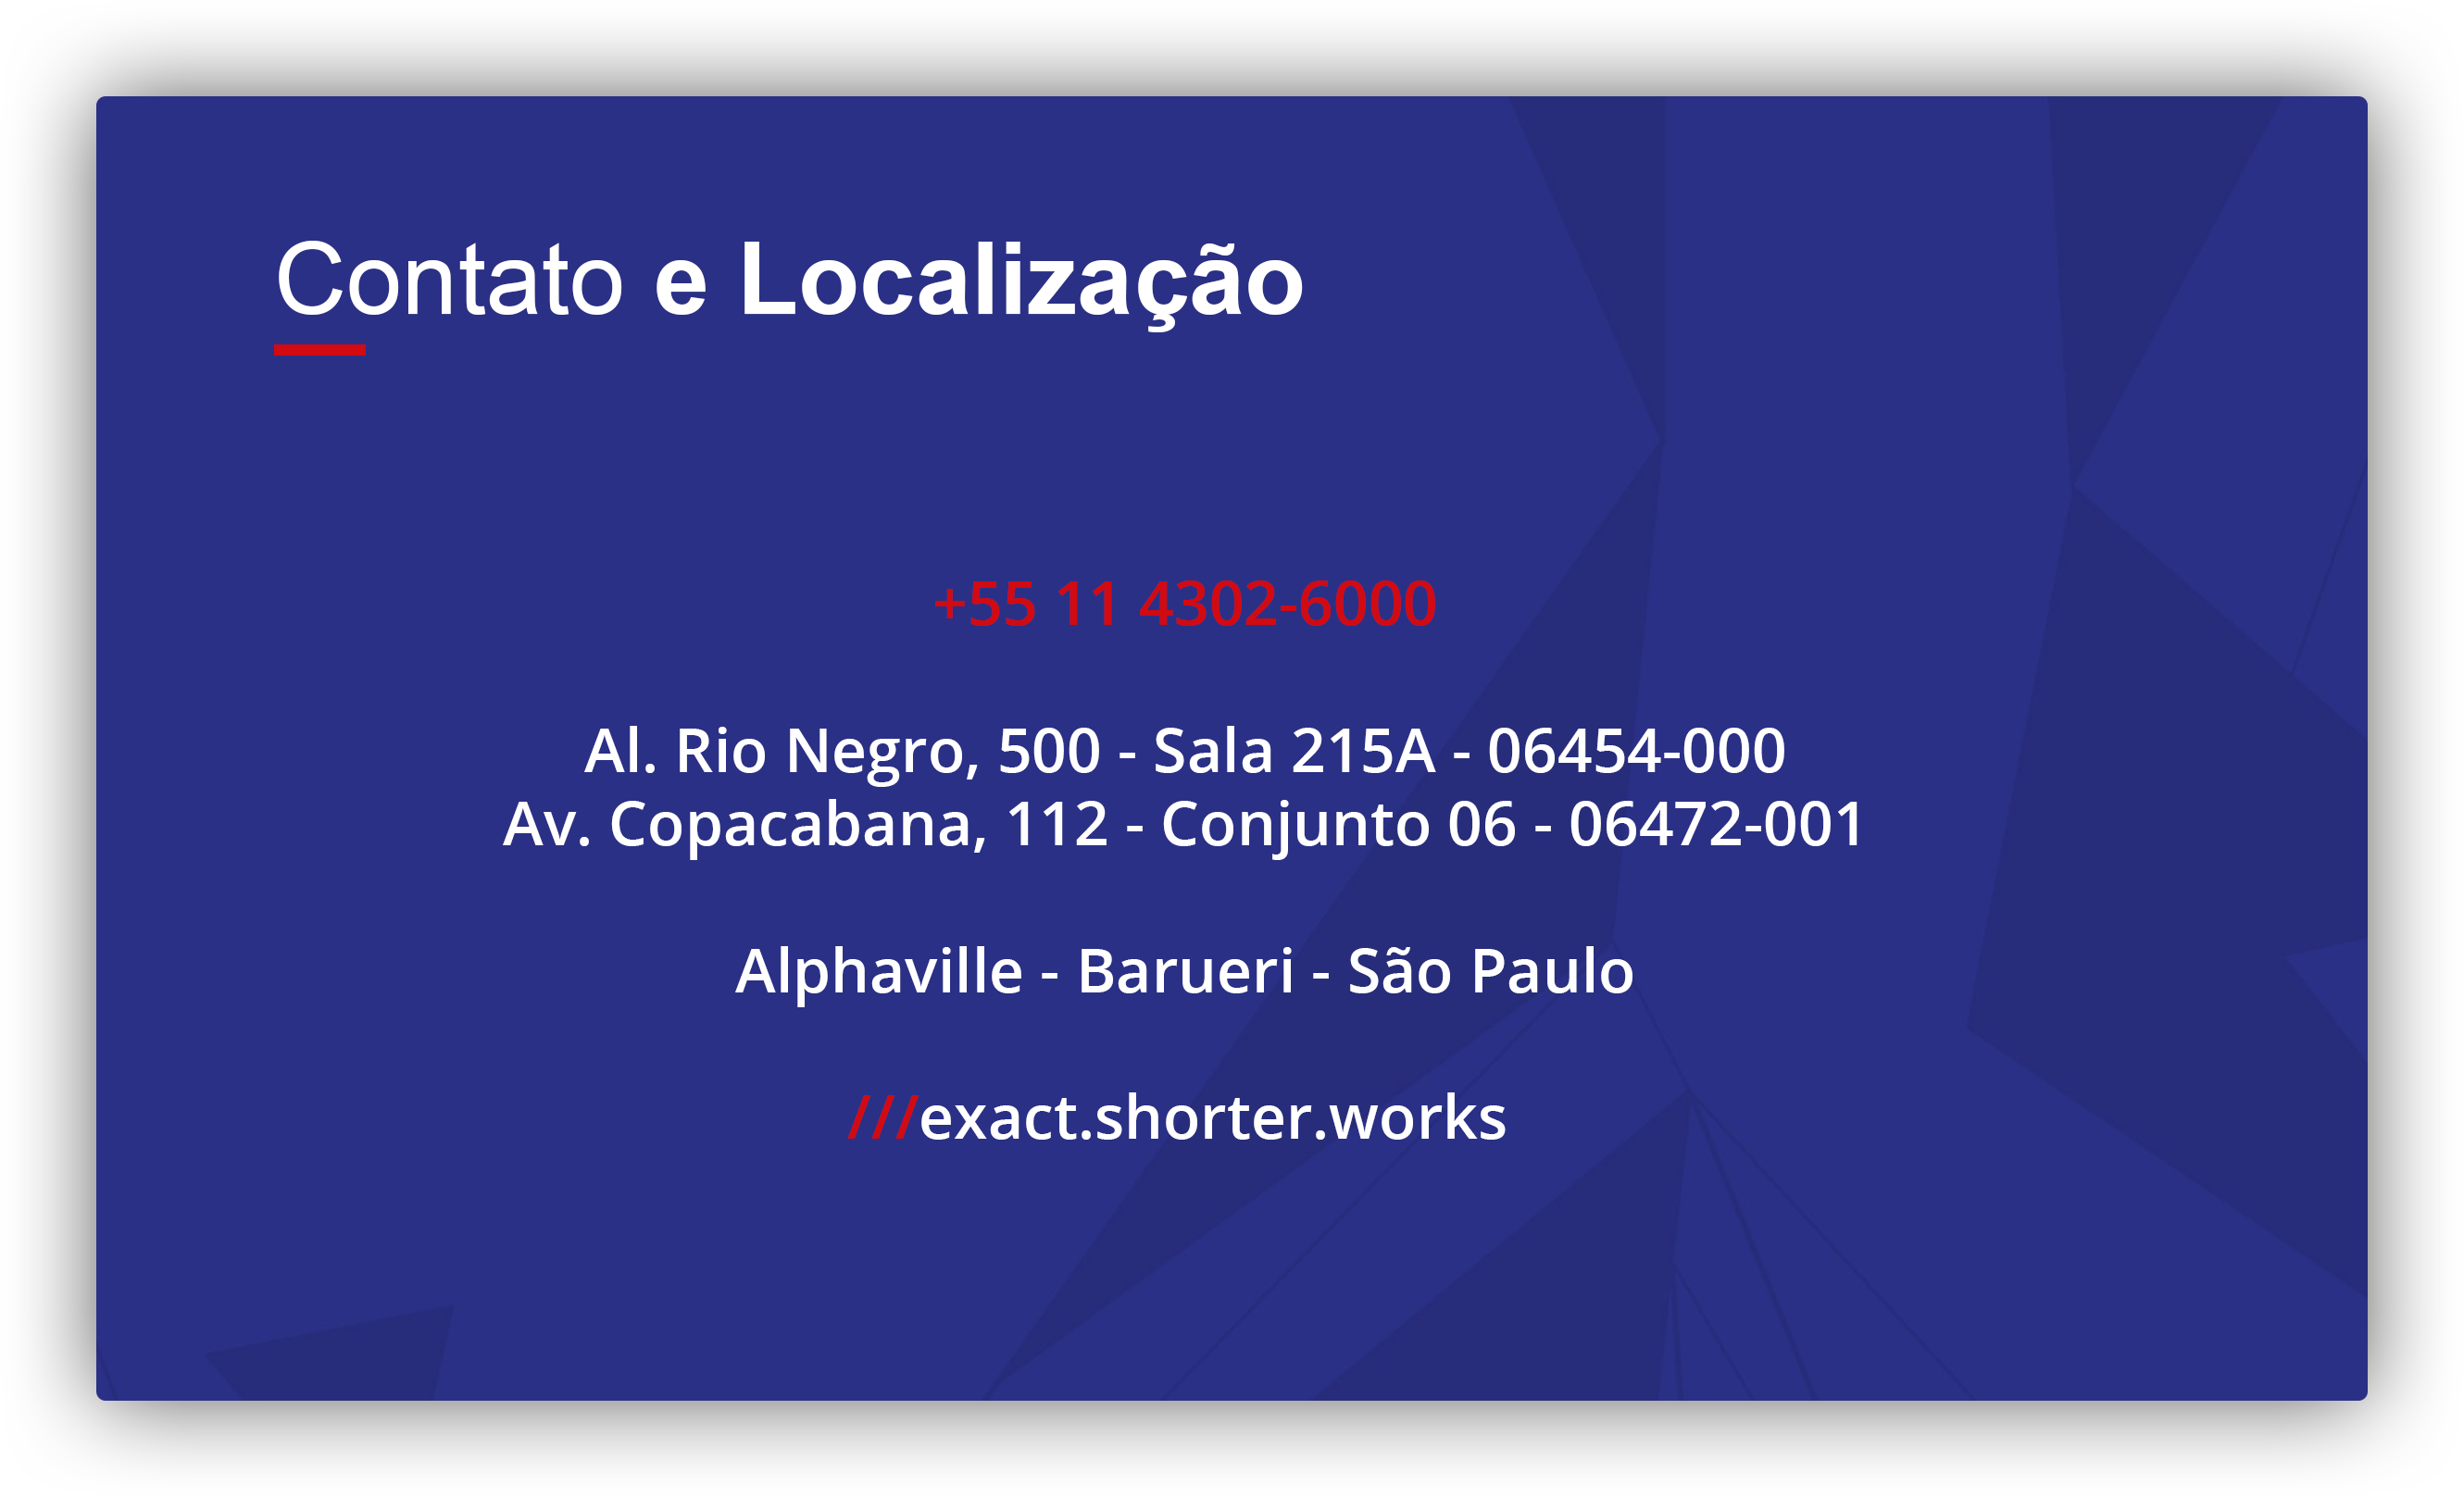 Contato e Localização
+55 11 4302-6000
Al. Rio Negro, 500 - Sala 215A - 06454-000
Av. Copacabana, 112 - Conjunto 06 - 06472-001
Alphaville - Barueri - São Paulo
///exact.shorter.works